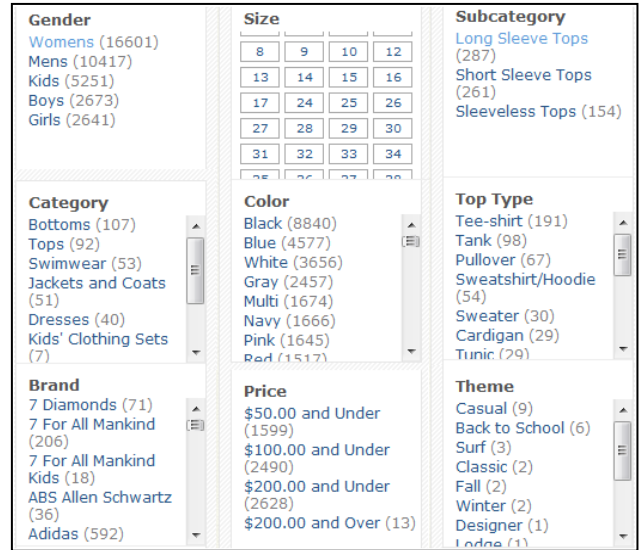 Gender
Womens (16601)
Mens (10417)
Kids (5251)
Boys (2673)
Girls (2641)
Size
8 9 10 12
13 14 15 16
17 24 25 26
27 28 29 30
31 32 33 34
Subcategory
Long Sleeve Tops
(287)
Short Sleeve Tops
(261)
Sleeveless Tops (154)
Category
Bottoms (107)
Tops (92)
Swimwear (53)
Jackets and Coats
(51)
Dresses (40)
Kids' Clothing Sets
(7)
Color
Black (8840)
Blue (4577)
White (3656)
Gray (2457)
Multi (1674)
Navy (1666)
Pink (1645)
Red (1517)
Top Type
Tee-shirt (191)
Tank (98)
Pullover (67)
Sweatshirt/Hoodie
(54)
Sweater (30)
Cardigan (29)
Tunic (29)
Brand
7 Diamonds (71)
7 For All Mankind
(206)
7 For All Mankind
Kids (18)
ABS Allen Schwartz
(36)
Adidas (592)
Price
$50.00 and Under
(1599)
$100.00 and Under
(2490)
$200.00 and Under
(2628)
$200.00 and Over (13)
Theme
Casual (9)
Back to School (6)
Surf (3)
Classic (2)
Fall (2)
Winter (2)
Designer (1)
Lodge (1)